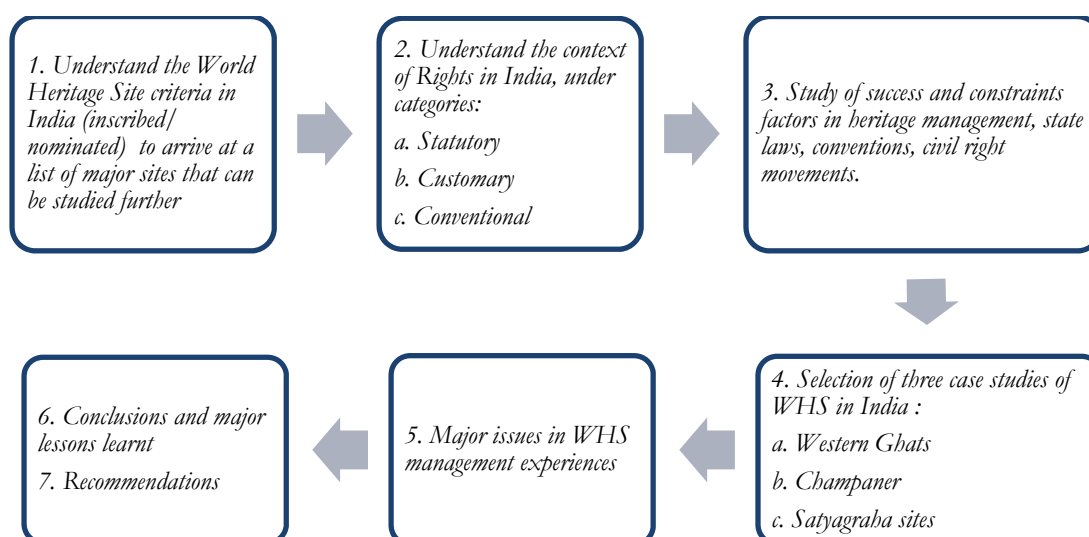 1. Understand the World
Heritage Site criteria in
India (inscribed/
nominated)  to arrive at a
list of major sites that can
be studied further
2. Understand the context
of Rights in India, under
categories:
a. Statutory
b. Customary
c. Conventional
3. Study of success and constraints
factors in heritage management, state
laws, conventions, civil right
movements.
4. Selection of three case studies of
WHS in India :
a. Western Ghats
b. Champaner
c. Satyagraha sites
5. Major issues in WHS
management experiences
6. Conclusions and major
lessons learnt
7. Recommendations